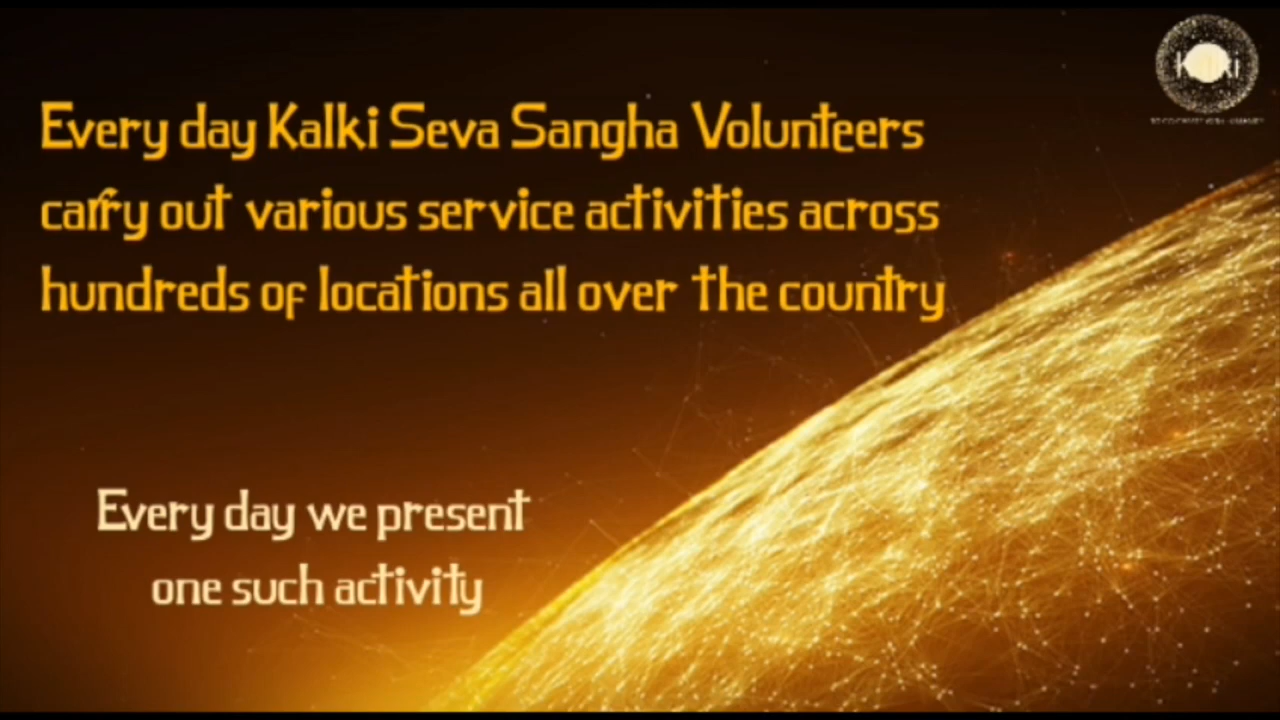 Every day Kalki Seva Sangha Volunteers
carry out various service activities across
hundreds of locations all over the country
Every day we present
one such activity